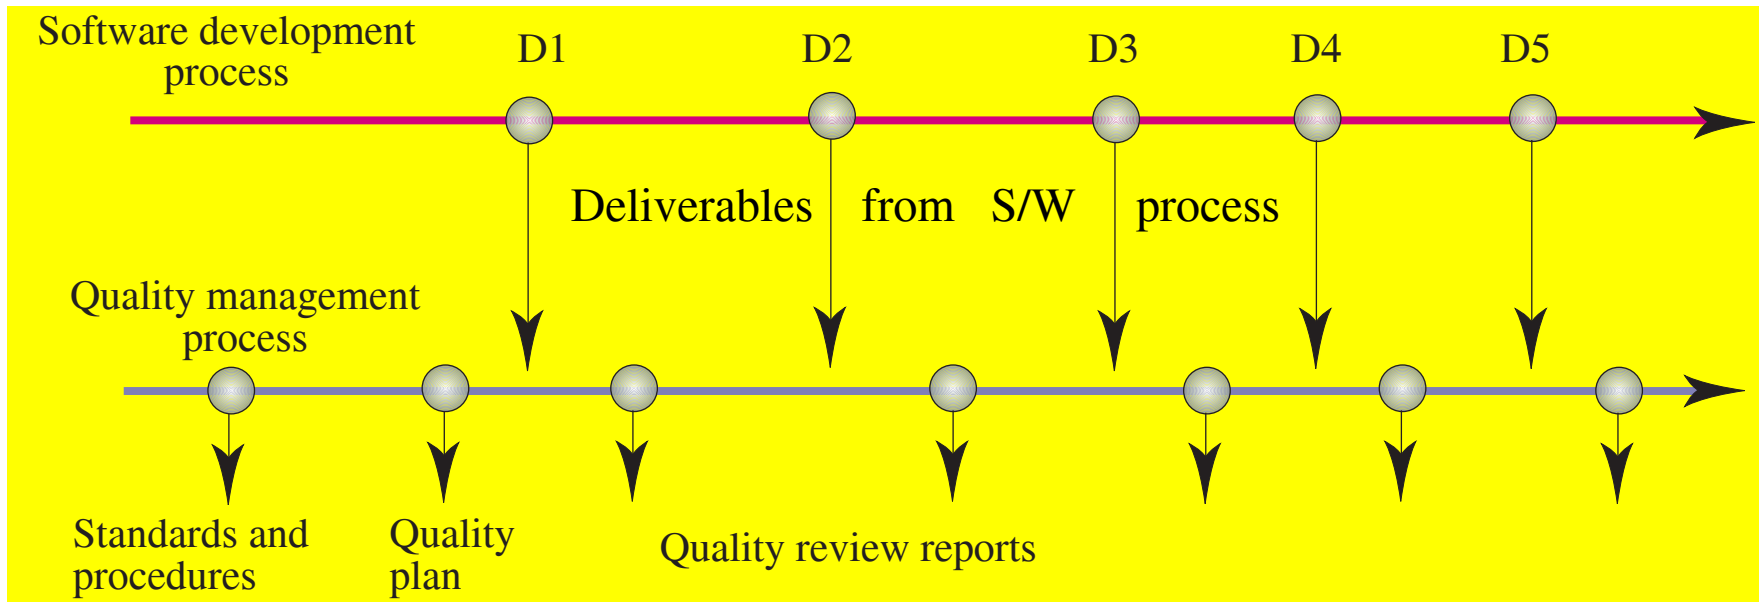 Software development
process
D1
D2
D3
D4
D5
Deliverables from S/W process
Quality management
process
Standards and
procedures
Quality
plan
Quality review reports